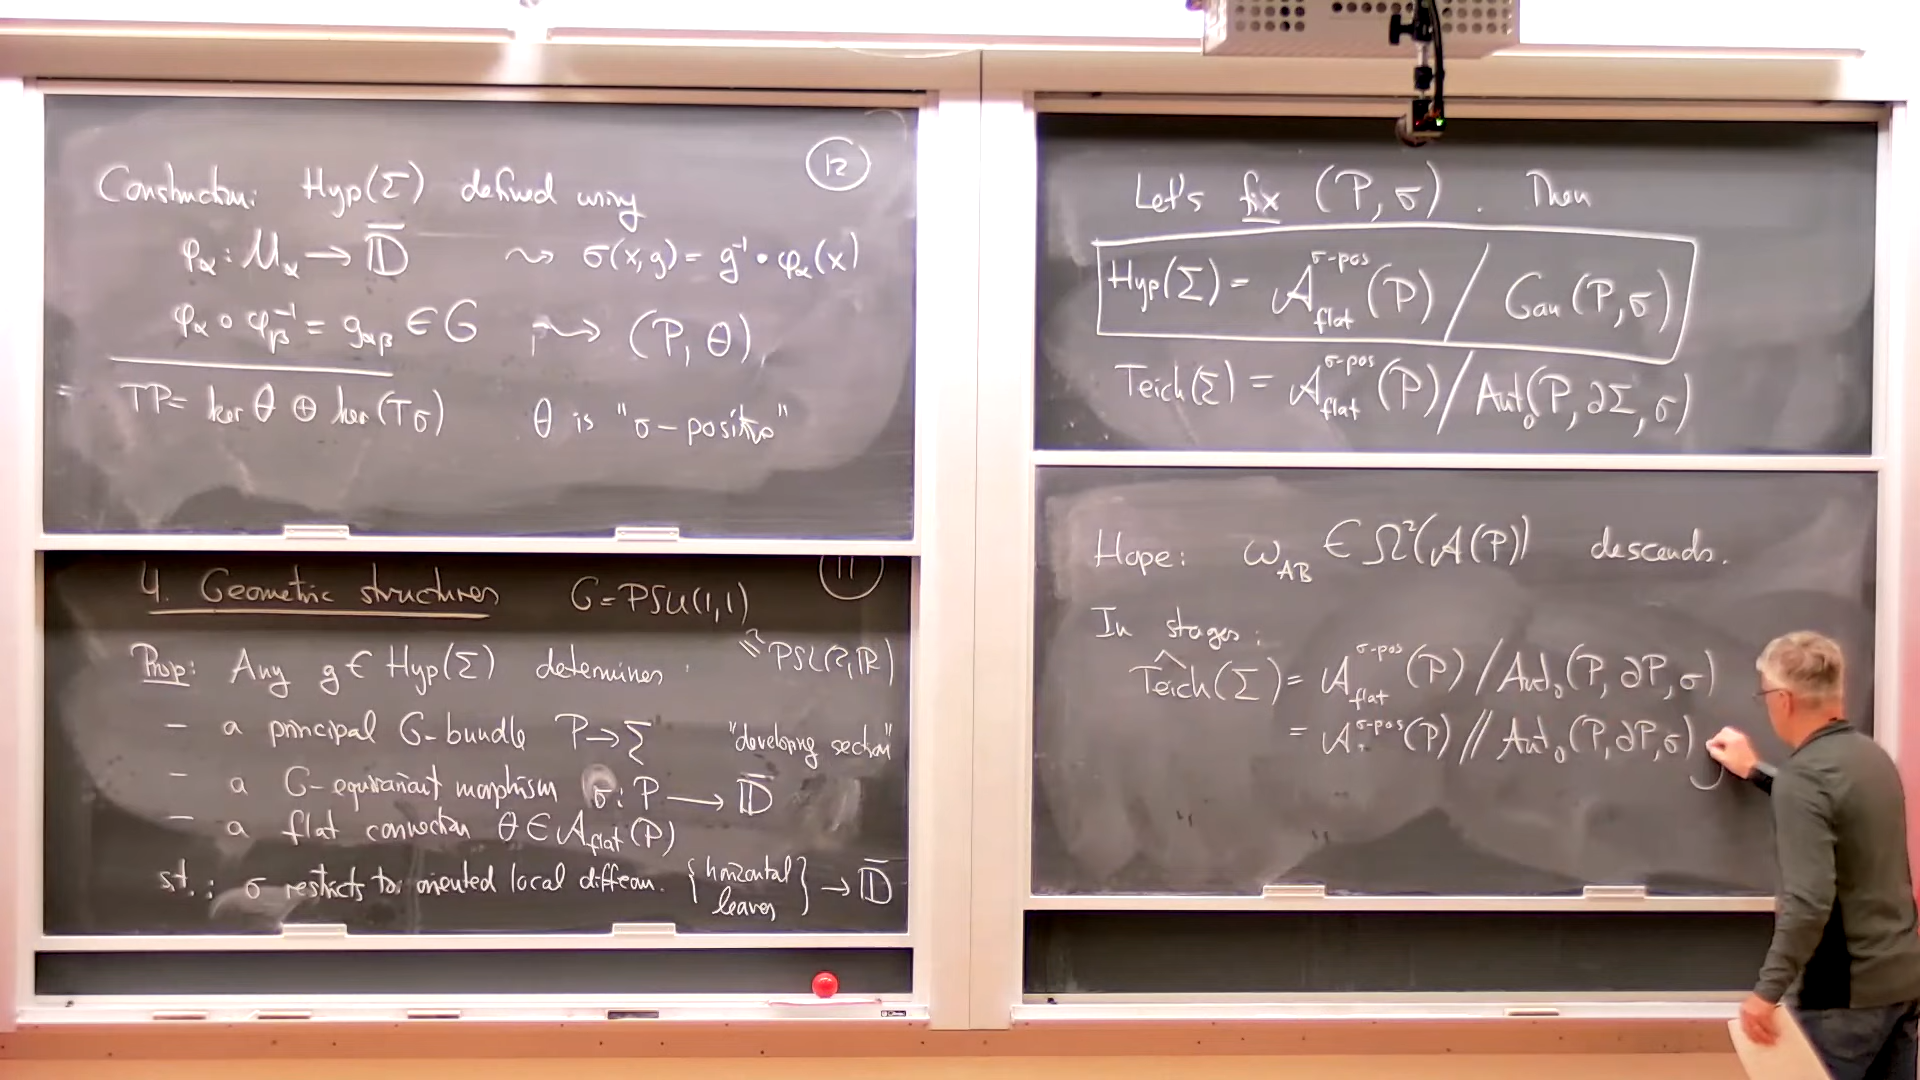 12
Construction: Hyp(Σ) defined using
φ_α : U_α → D̄ ⇝ σ(x,g) = g⁻¹ • φ_α(x)
φ_α ∘ φ_β⁻¹ = g_αβ ∈ G ⇝ (P, θ),
TP = ker θ ⊕ ker(Tσ) θ is "σ-positive"
11
4. Geometric structures G = PSU(1,1)
≅ PSL(2,ℝ)
Prop: Any g ∈ Hyp(Σ) determines:
- a principal G-bundle P → Σ "developing section"
- a G-equivariant morphism σ: P → D̄
- a flat connection θ ∈ A_flat(P)
st.: σ restricts to: oriented local diffeom. {horizontal leaves} → D̄
Let's fix (P, σ). Then
Hyp(Σ) = A_flat^{σ-pos}(P) / Gau(P, σ)
Teich(Σ) = A_flat^{σ-pos}(P) / Aut_0(P, ∂Σ, σ)
Hope: ω_AB ∈ Ω²(A(P)) descends.
In stages:
T̂eich(Σ) = A_flat^{σ-pos}(P) / Aut_0(P, ∂P, σ)
= A^{σ-pos}(P) // Aut_0(P, ∂P, σ)